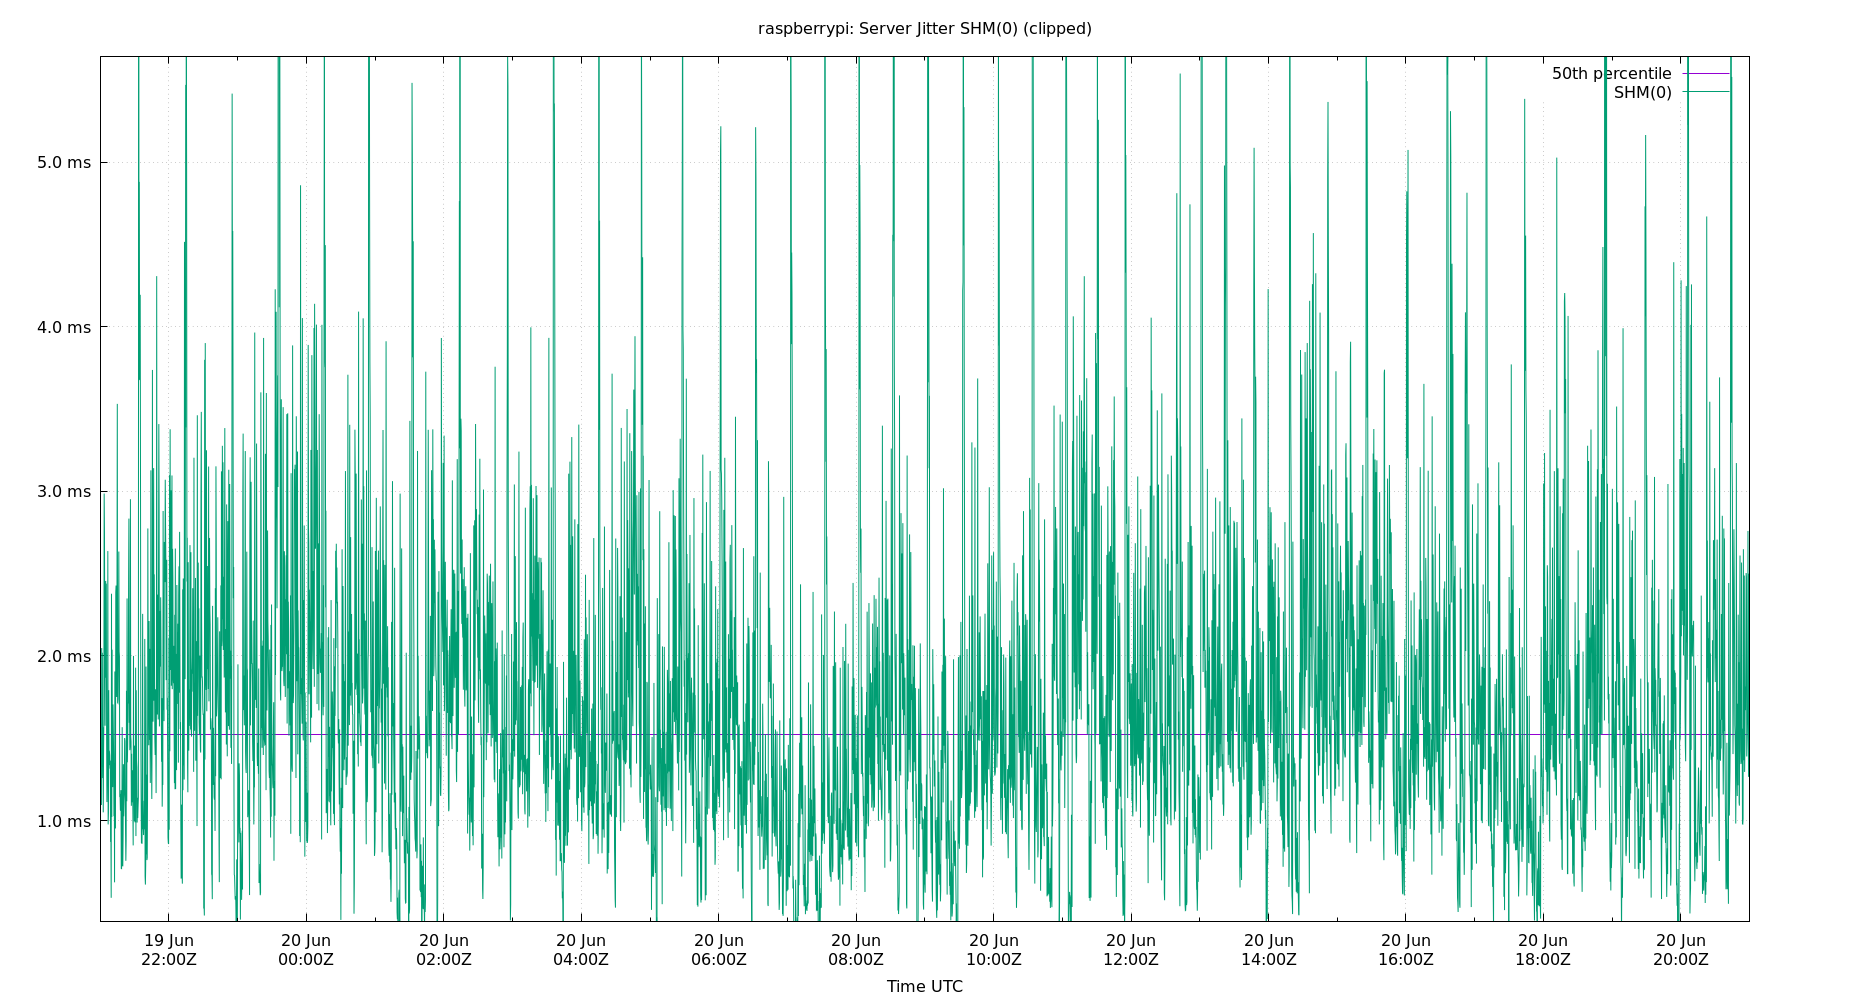 raspberrypi: Server Jitter SHM(0) (clipped)
50th percentile
SHM(0)
5.0 ms
4.0 ms
3.0 ms
2.0 ms
1.0 ms
19 Jun 20 Jun 20 Jun 20 Jun 20 Jun 20 Jun 20 Jun 20 Jun 20 Jun 20 Jun 20 Jun 20 Jun
22:00Z 00:00Z 02:00Z 04:00Z 06:00Z 08:00Z 10:00Z 12:00Z 14:00Z 16:00Z 18:00Z 20:00Z
Time UTC